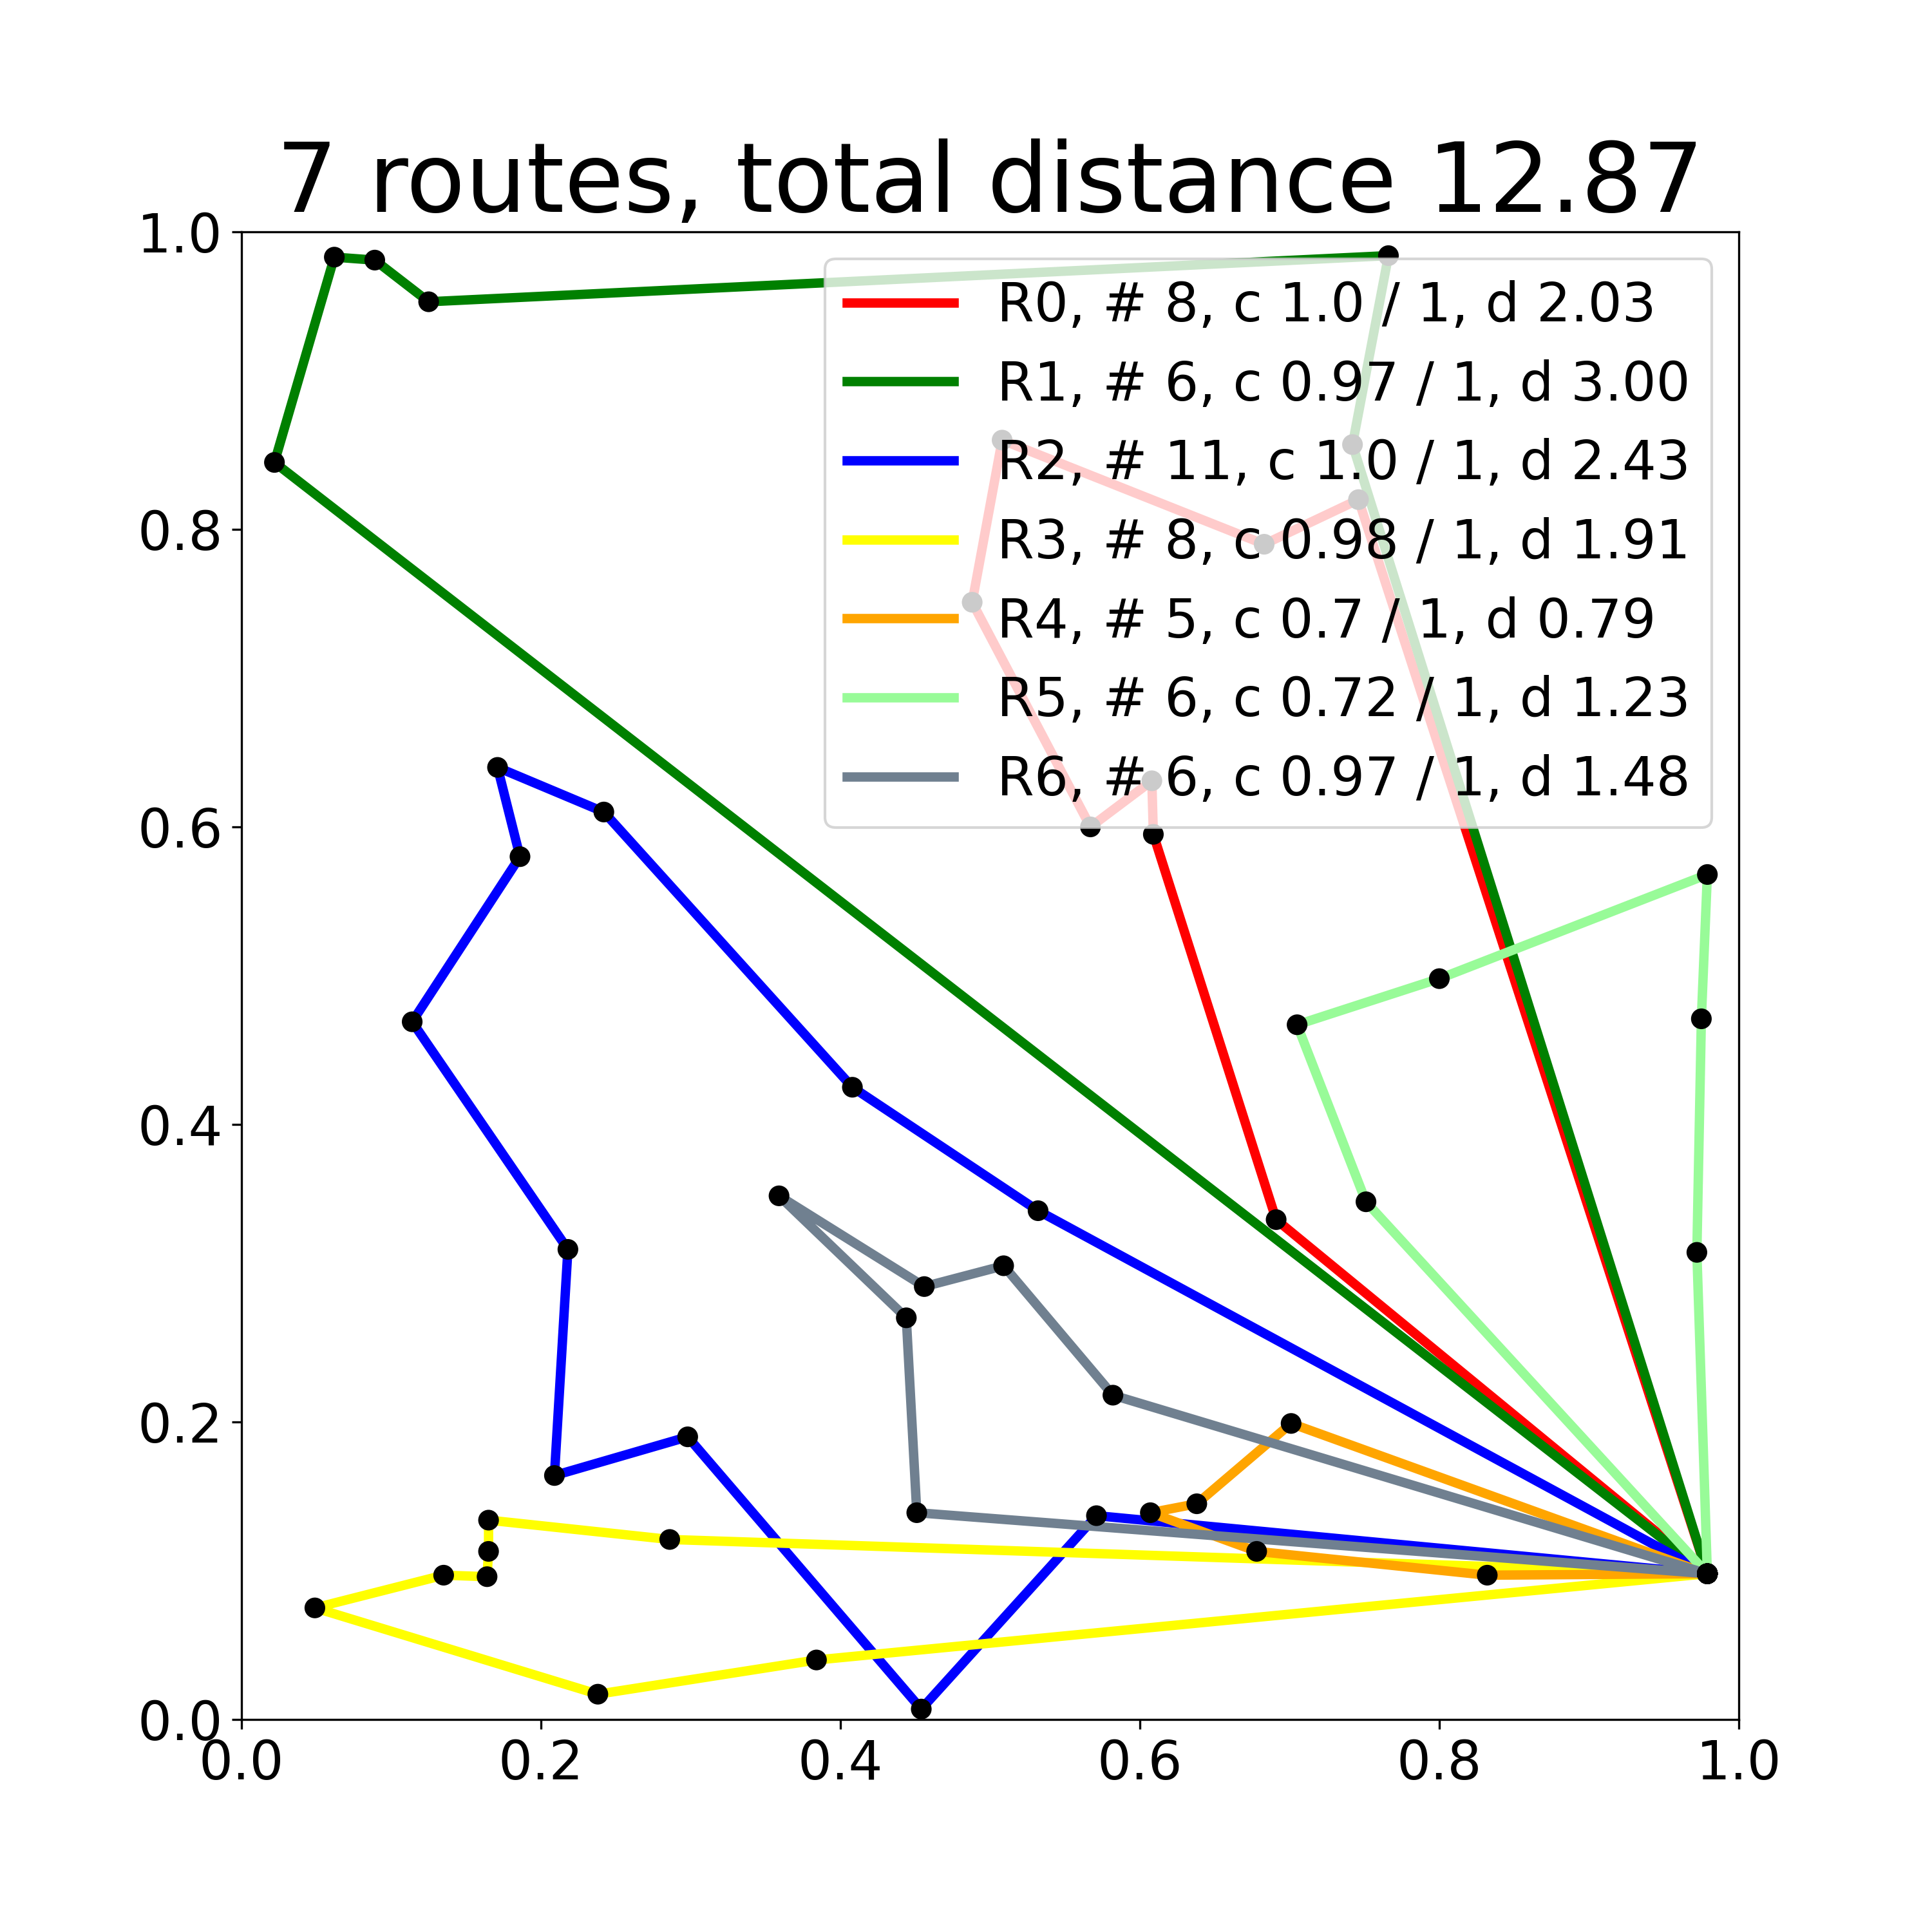 7 routes, total distance 12.87
1.0
0.8
0.6
0.4
0.2
0.0
R0, # 8, c 1.0 / 1, d 2.03
R1, # 6, c 0.97 / 1, d 3.00
R2, # 11, c 1.0 / 1, d 2.43
R3, # 8, c 0.98 / 1, d 1.91
R4, # 5, c 0.7 / 1, d 0.79
R5, # 6, c 0.72 / 1, d 1.23
R6, # 6, c 0.97 / 1, d 1.48
0.0 0.2 0.4 0.6 0.8 1.0